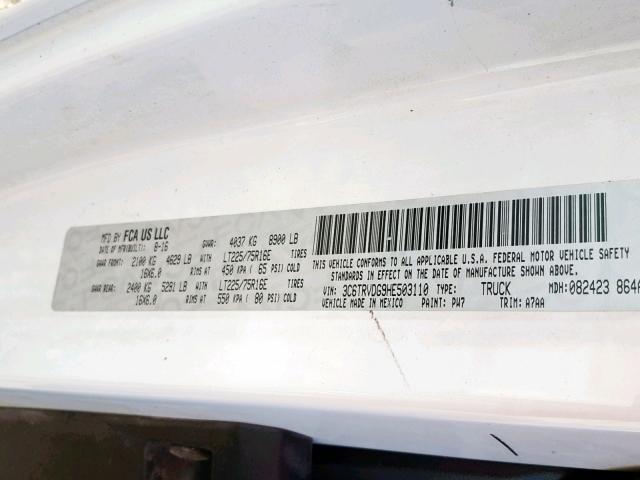 MFD BY FCA US LLC
DATE OF MFR(BUILT): 8-16 GVWR: 4037 KG 8900 LB
GAWR FRONT: 2100 KG 4629 LB WITH LT225/75R16E TIRES
16X6.0 RIMS AT 450 KPA ( 65 PSI) COLD
GAWR REAR: 2400 KG 5291 LB WITH LT225/75R16E TIRES
16X6.0 RIMS AT 550 KPA ( 80 PSI) COLD
THIS VEHICLE CONFORMS TO ALL APPLICABLE U.S.A. FEDERAL MOTOR VEHICLE SAFETY
STANDARDS IN EFFECT ON THE DATE OF MANUFACTURE SHOWN ABOVE.
VIN: 3C6TRVDG9HE503110 TYPE: TRUCK MDH: 082423 864A
MADE IN MEXICO PAINT: PW7 TRIM: A7AA